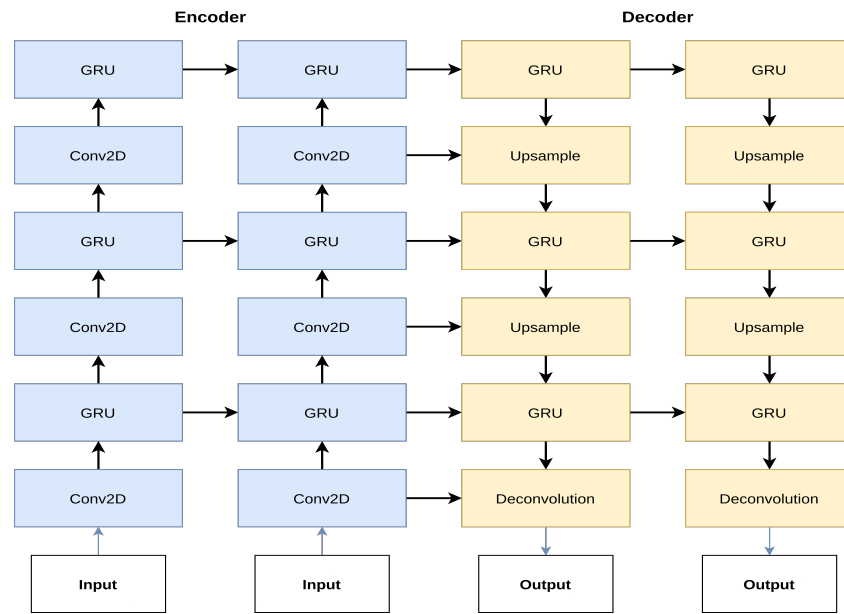 Encoder Decoder
GRU GRU GRU GRU
Conv2D Conv2D Upsample Upsample
GRU GRU GRU GRU
Conv2D Conv2D Upsample Upsample
GRU GRU GRU GRU
Conv2D Conv2D Deconvolution Deconvolution
Input Input Output Output